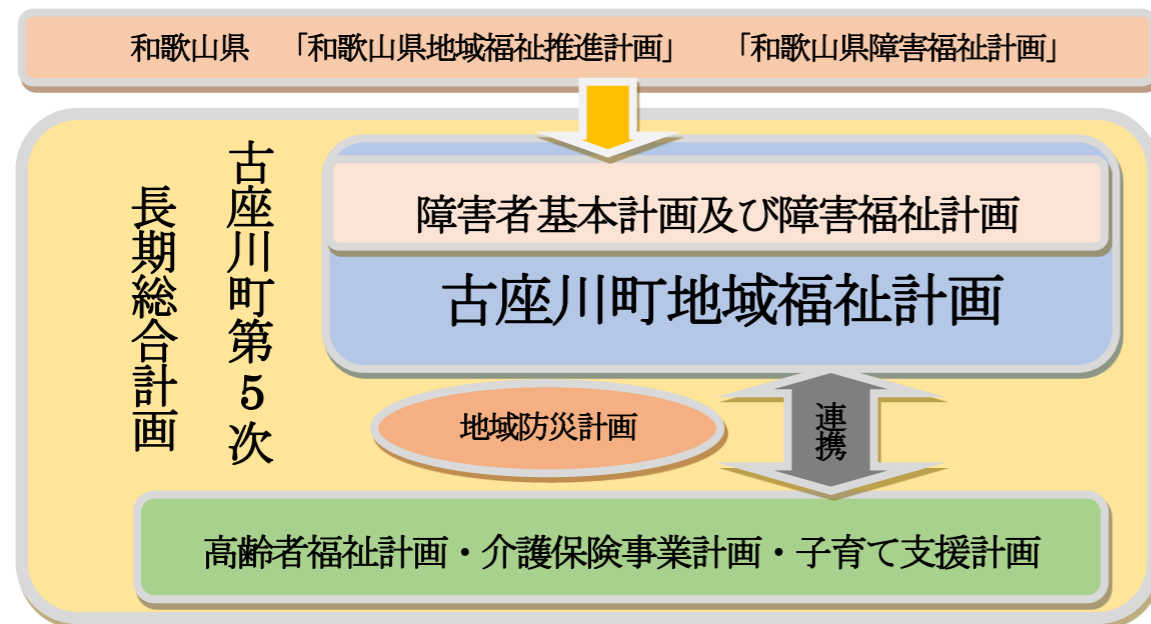 和歌山県　「和歌山県地域福祉推進計画」　「和歌山県障害福祉計画」
古座川町第５次
長期総合計画
障害者基本計画及び障害福祉計画
古座川町地域福祉計画
地域防災計画
連携
高齢者福祉計画・介護保険事業計画・子育て支援計画